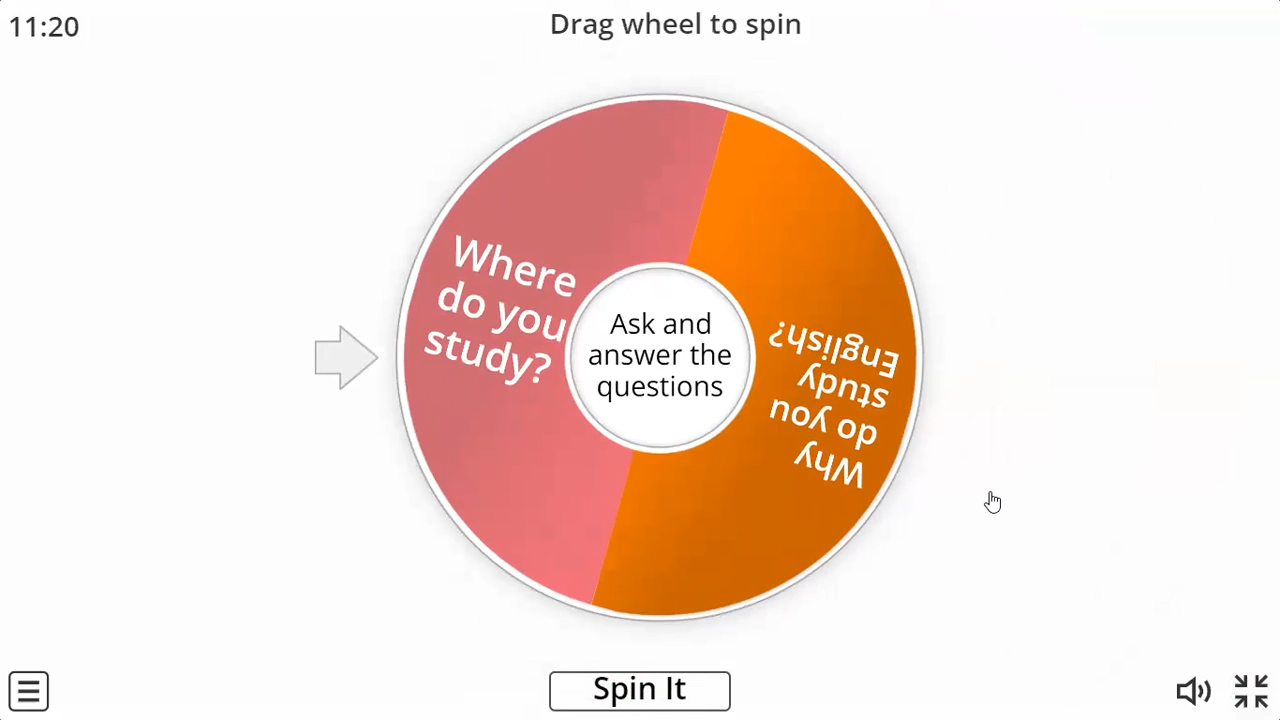 11:20
Drag wheel to spin
Where
do you
study?
Ask and
answer the
questions
Why
do you
study
English?
Spin It